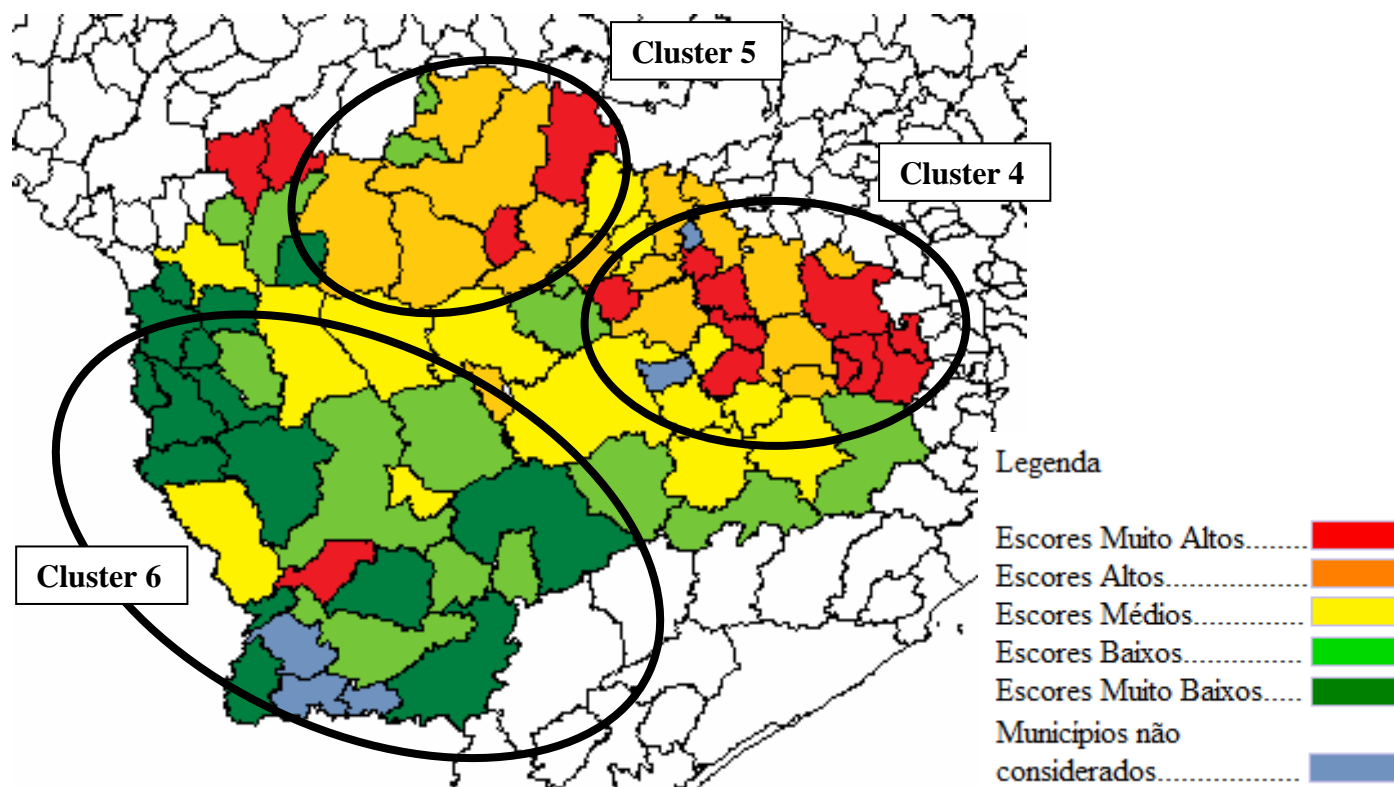 Cluster 5
Cluster 4
Cluster 6
Legenda
Escores Muito Altos........
Escores Altos..................
Escores Médios...............
Escores Baixos................
Escores Muito Baixos.....
Municípios não
considerados...................